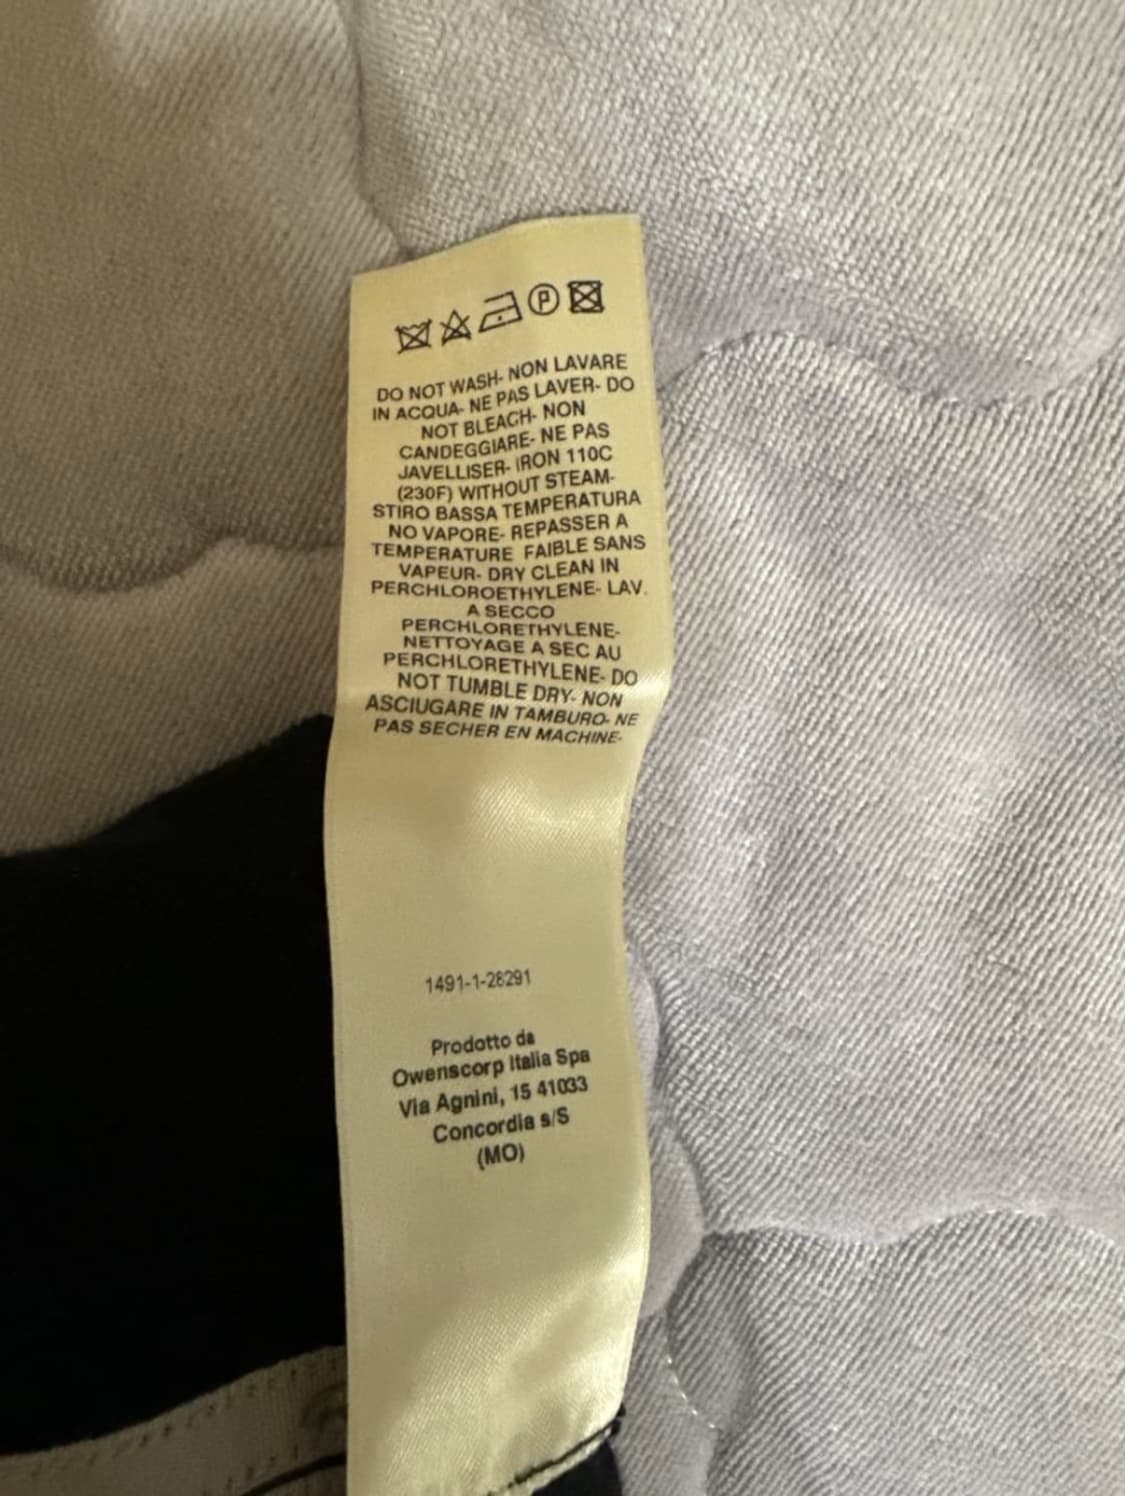 P
DO NOT WASH- NON LAVARE
IN ACQUA- NE PAS LAVER- DO
NOT BLEACH- NON
CANDEGGIARE- NE PAS
JAVELLISER- IRON 110C
(230F) WITHOUT STEAM-
STIRO BASSA TEMPERATURA
NO VAPORE- REPASSER A
TEMPERATURE FAIBLE SANS
VAPEUR- DRY CLEAN IN
PERCHLOROETHYLENE- LAV.
A SECCO
PERCHLORETHYLENE-
NETTOYAGE A SEC AU
PERCHLORETHYLENE- DO
NOT TUMBLE DRY- NON
ASCIUGARE IN TAMBURO- NE
PAS SECHER EN MACHINE-
1491-1-28291
Prodotto da
Owenscorp Italia Spa
Via Agnini, 15 41033
Concordia s/S
(MO)